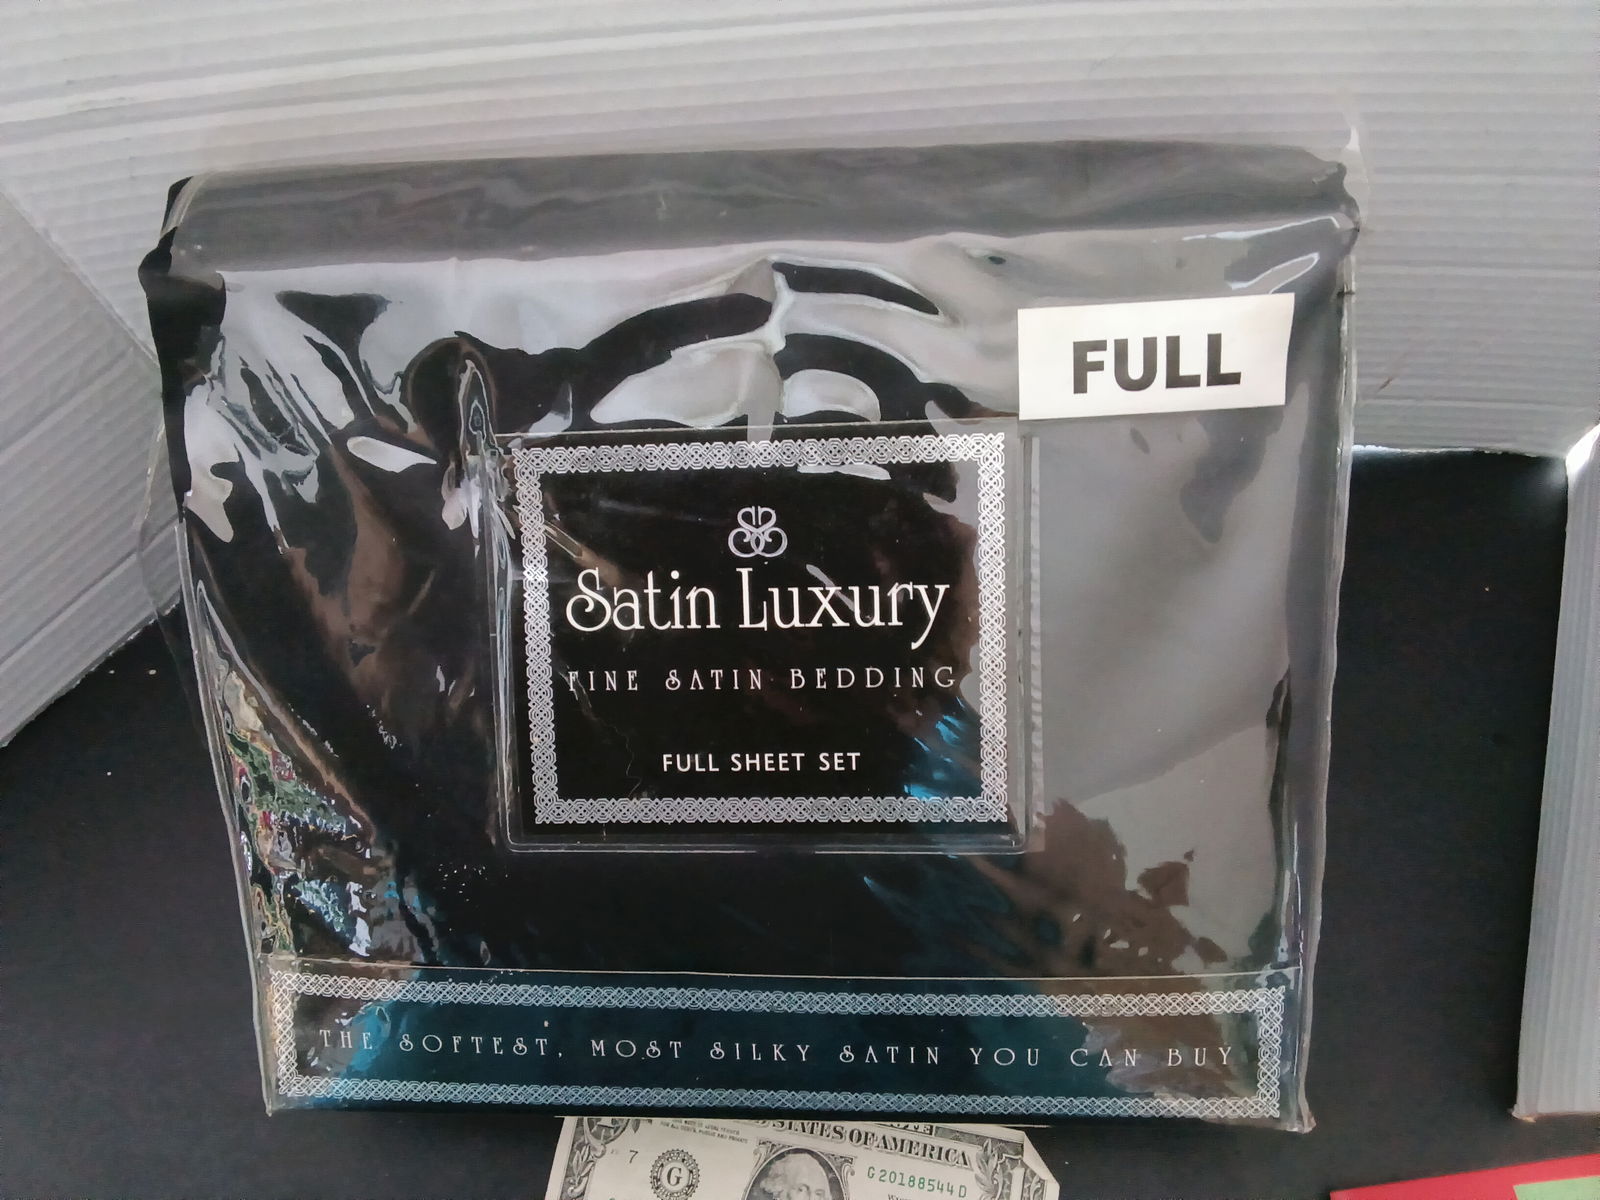 FULL
Satin Luxury
FINE SATIN BEDDING
FULL SHEET SET
THE SOFTEST, MOST SILKY SATIN YOU CAN BUY
STATES OF AMERICA
7
G
G 20188544 D
1